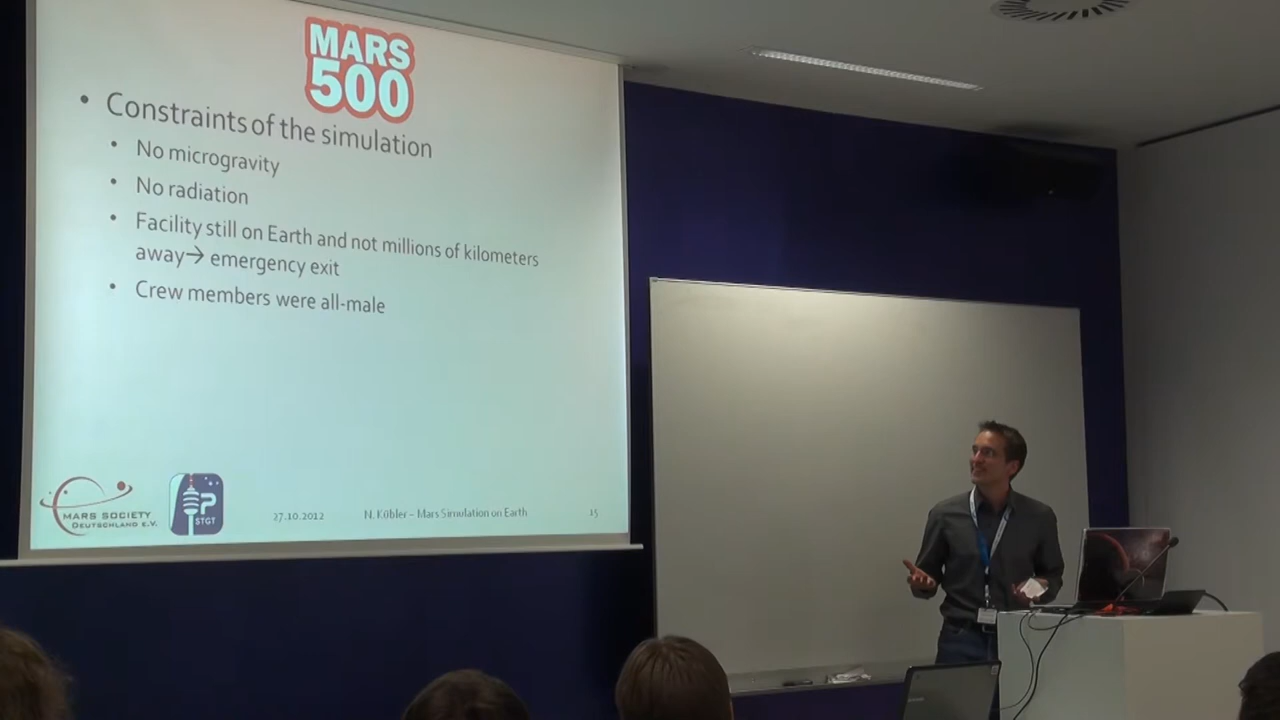 MARS
500
• Constraints of the simulation
• No microgravity
• No radiation
• Facility still on Earth and not millions of kilometers
away→ emergency exit
• Crew members were all-male
MARS SOCIETY
DEUTSCHLAND E.V.
P
STGT
27.10.2012
N. Kübler – Mars Simulation on Earth
15